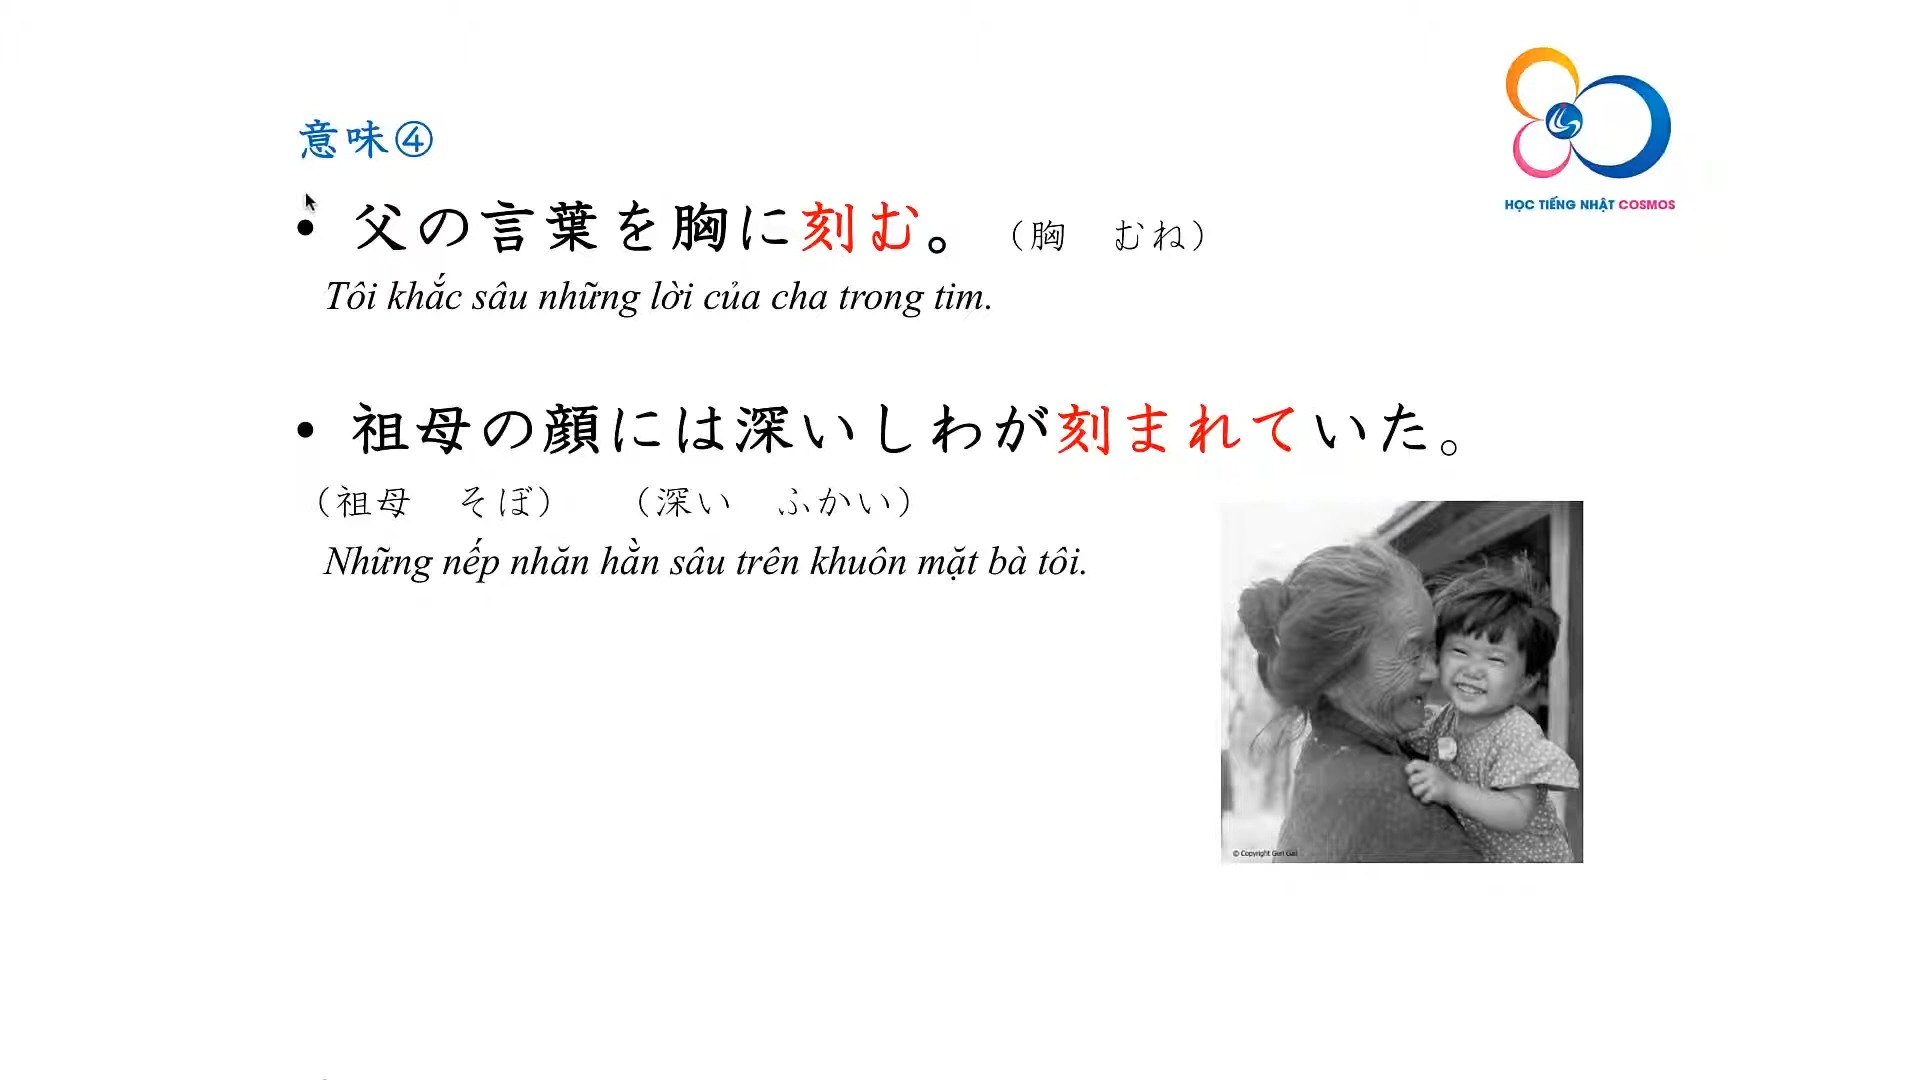 意味④
HỌC TIẾNG NHẬT COSMOS
• 父の言葉を胸に刻む。（胸　むね）
Tôi khắc sâu những lời của cha trong tim.
• 祖母の顔には深いしわが刻まれていた。
（祖母　そぼ）　（深い　ふかい）
Những nếp nhăn hằn sâu trên khuôn mặt bà tôi.
© Copyright Geri Gail